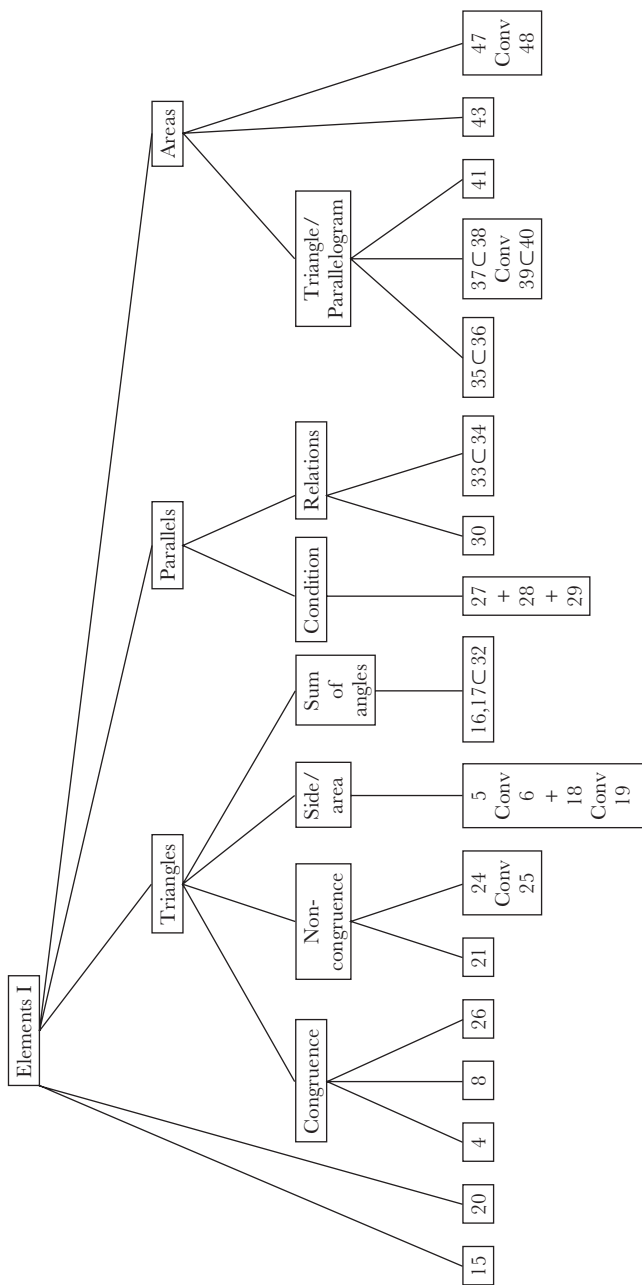 Elements I
Triangles
Parallels
Areas
Congruence
Non-
congruence
Side/
area
Sum
of
angles
Condition
Relations
Triangle/
Parallelogram
15
20
4
8
26
21
24
Conv
25
5
Conv
6
+
18
Conv
19
16,17⊂32
27
+
28
+
29
30
33⊂34
35⊂36
37⊂38
Conv
39⊂40
41
43
47
Conv
48